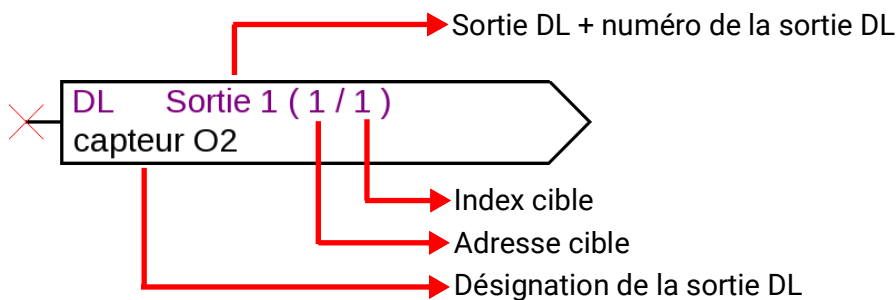 Sortie DL + numéro de la sortie DL
DL Sortie 1 ( 1 / 1 )
capteur O2
Index cible
Adresse cible
Désignation de la sortie DL